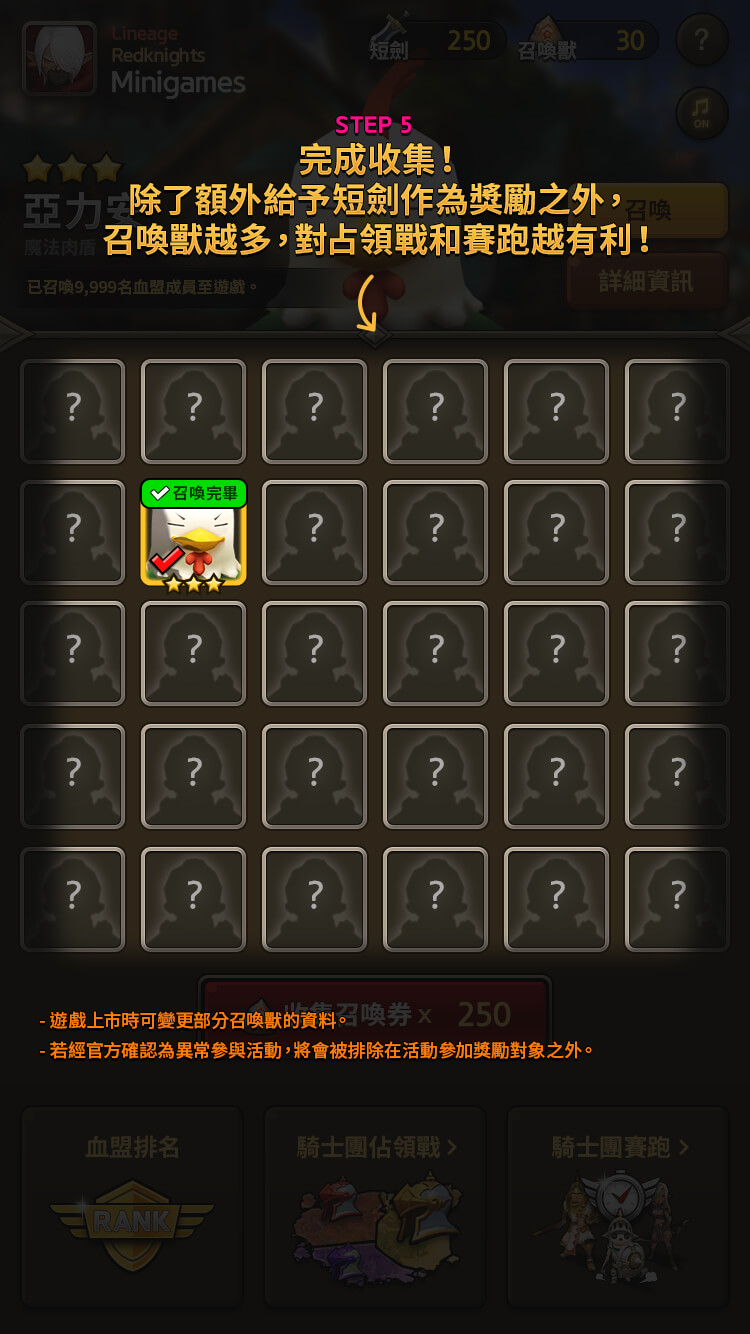 Lineage
Redknights
Minigames
短劍 250
召喚獸 30
?
ON
STEP 5
完成收集!
除了額外給予短劍作為獎勵之外,
召喚獸越多,對占領戰和賽跑越有利!
亞力安
魔法肉盾
召喚
已召喚9,999名血盟成員至遊戲。
詳細資訊
? ? ? ? ? ?
? 召喚完畢 ? ? ? ?
? ? ? ? ? ?
? ? ? ? ? ?
? ? ? ? ? ?
收集召喚券 x 250
- 遊戲上市時可變更部分召喚獸的資料。
- 若經官方確認為異常參與活動,將會被排除在活動參加獎勵對象之外。
血盟排名
騎士團佔領戰 >
騎士團賽跑 >
RANK